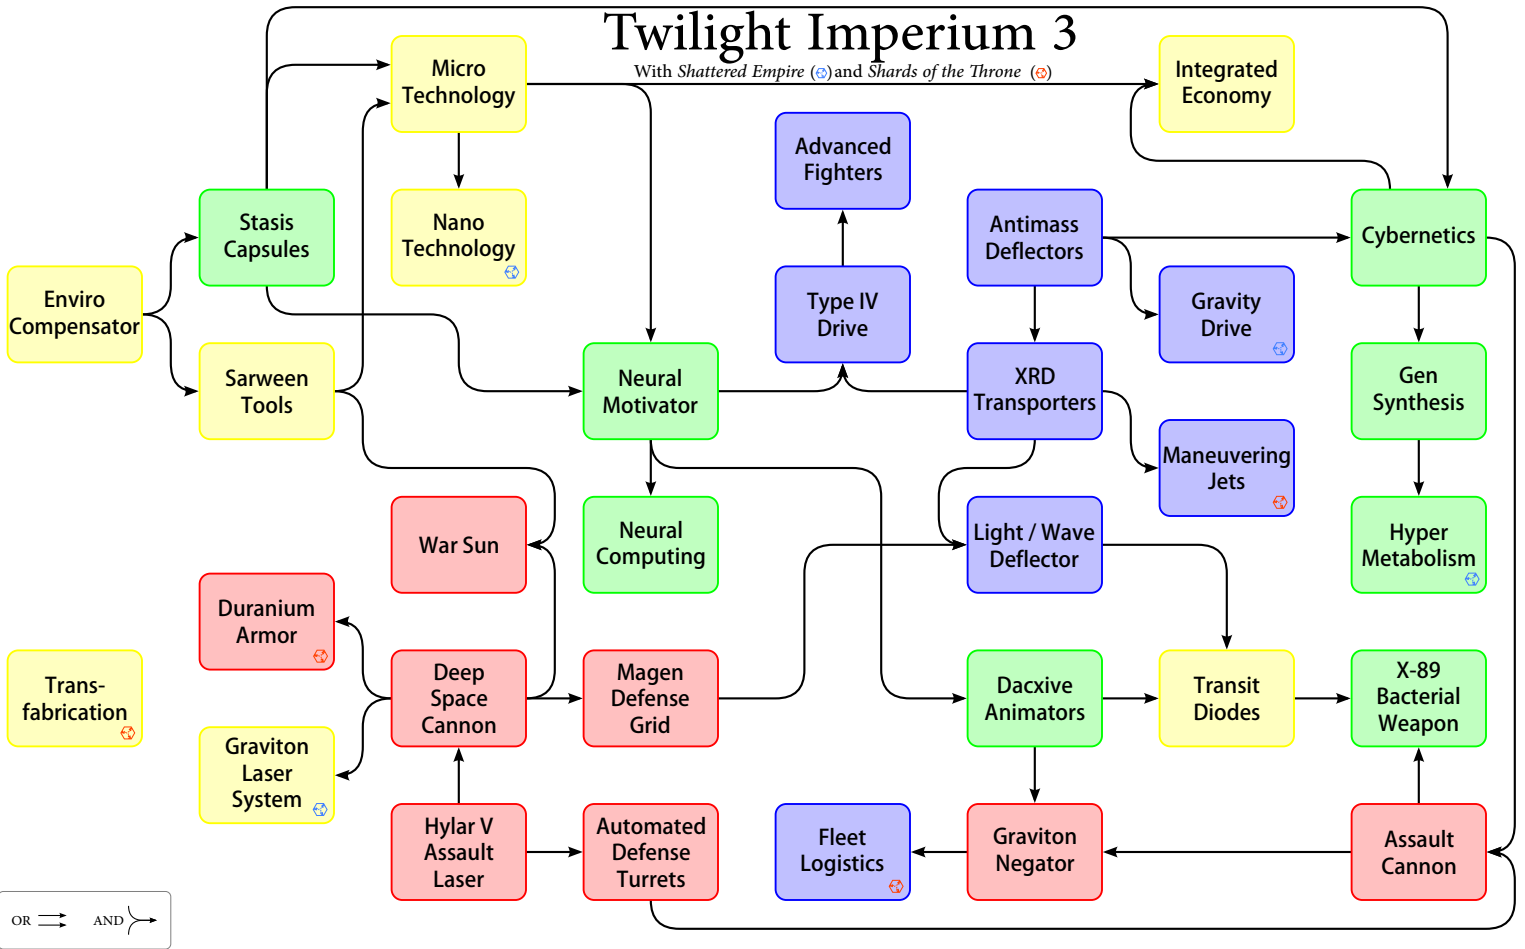 Twilight Imperium 3
With Shattered Empire ( ) and Shards of the Throne ( )
Micro
Technology
Integrated
Economy
Advanced
Fighters
Stasis
Capsules
Nano
Technology
Antimass
Deflectors
Cybernetics
Enviro
Compensator
Type IV
Drive
Gravity
Drive
Sarween
Tools
Neural
Motivator
XRD
Transporters
Gen
Synthesis
Maneuvering
Jets
War Sun
Neural
Computing
Light / Wave
Deflector
Hyper
Metabolism
Duranium
Armor
Trans-
fabrication
Deep
Space
Cannon
Magen
Defense
Grid
Dacxive
Animators
Transit
Diodes
X-89
Bacterial
Weapon
Graviton
Laser
System
Hylar V
Assault
Laser
Automated
Defense
Turrets
Fleet
Logistics
Graviton
Negator
Assault
Cannon
OR AND